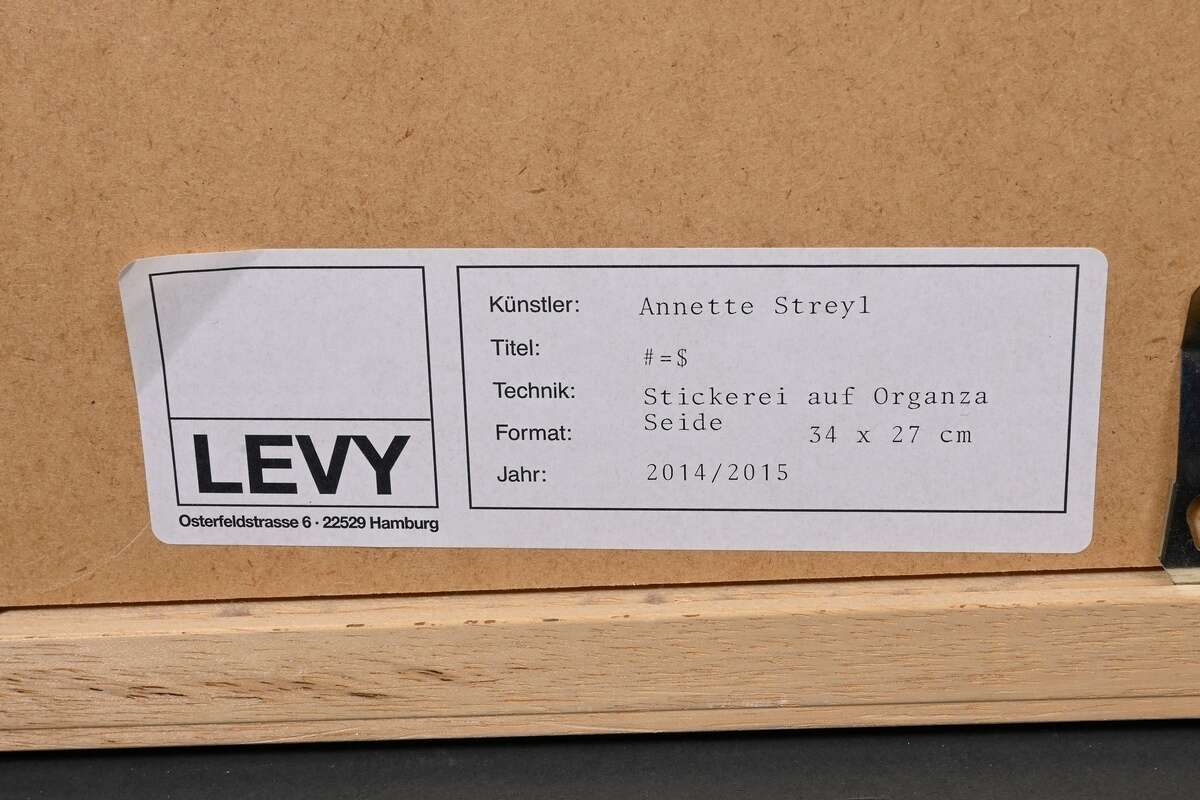 LEVY
Osterfeldstrasse 6 · 22529 Hamburg
Künstler: Annette Streyl
Titel: #=$
Technik: Stickerei auf Organza
Seide
Format: 34 x 27 cm
Jahr: 2014/2015